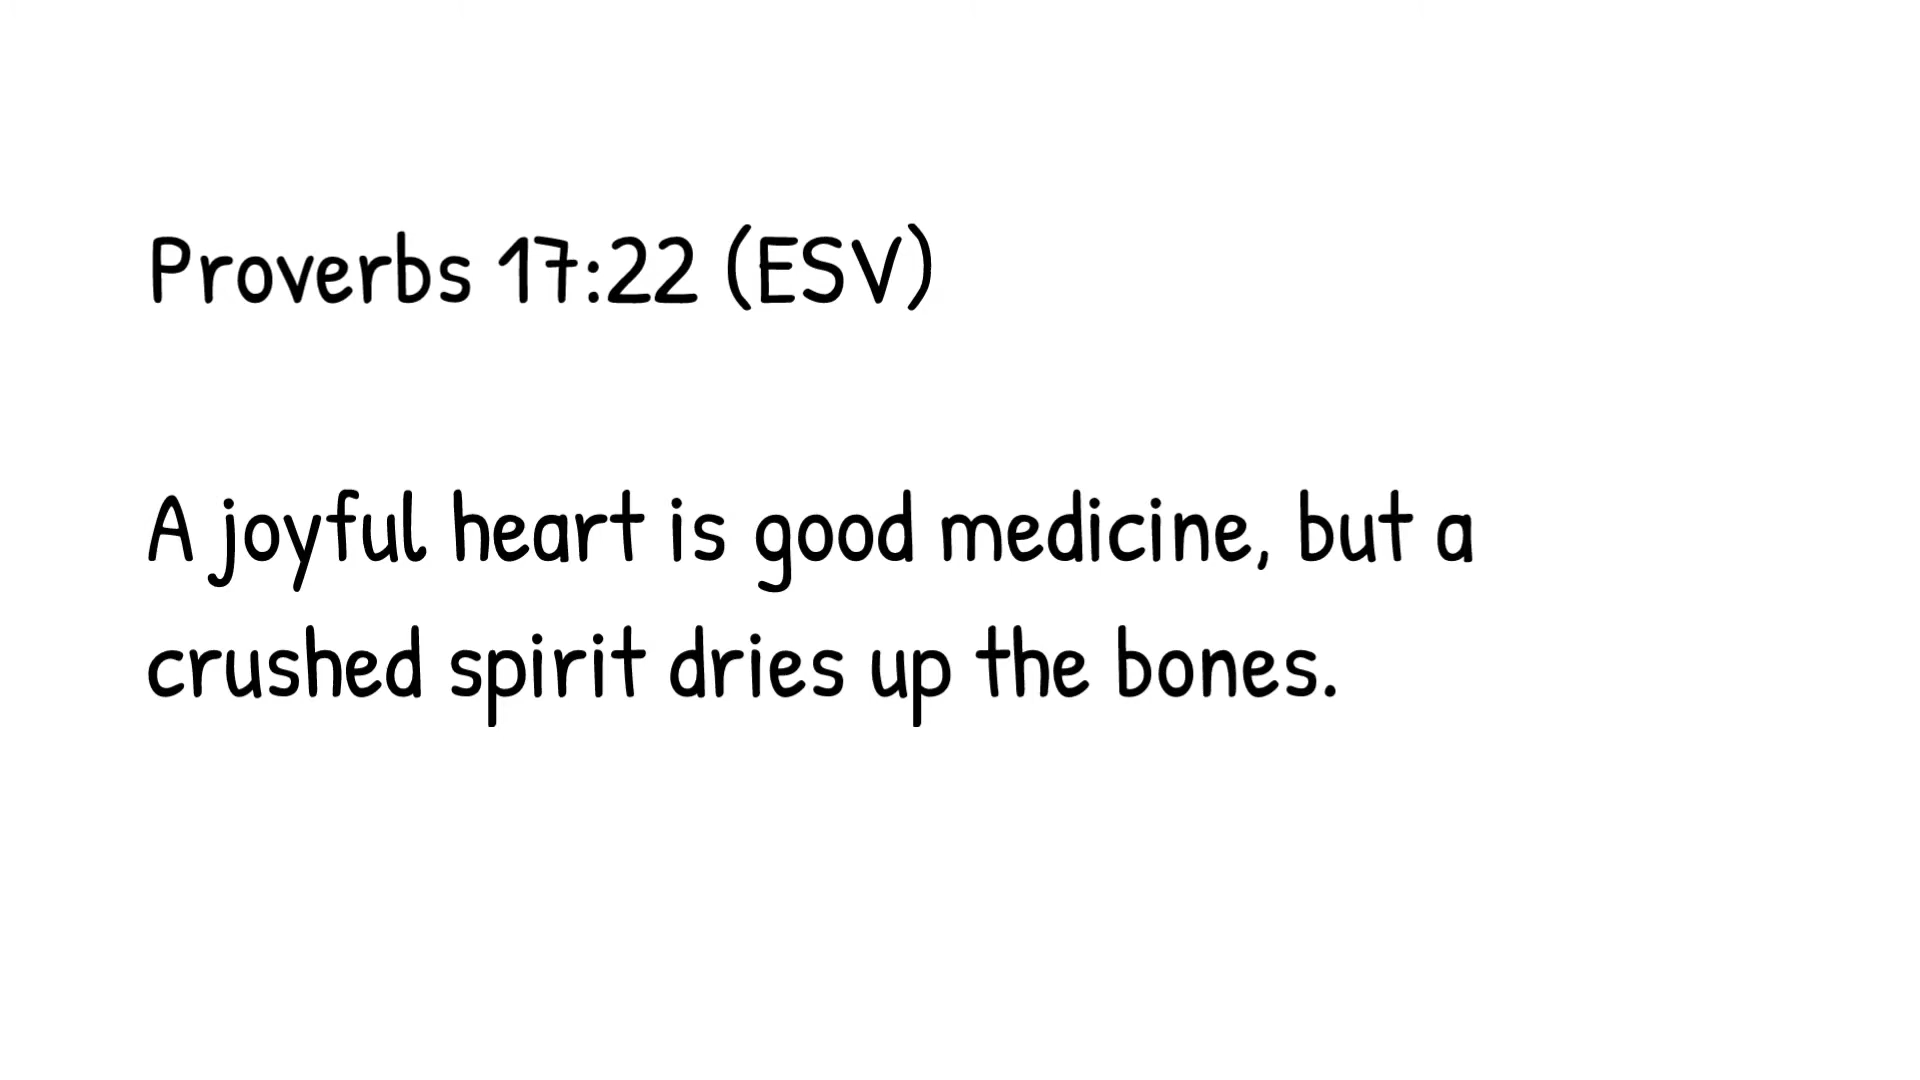 Proverbs 17:22 (ESV)
A joyful heart is good medicine, but a
crushed spirit dries up the bones.